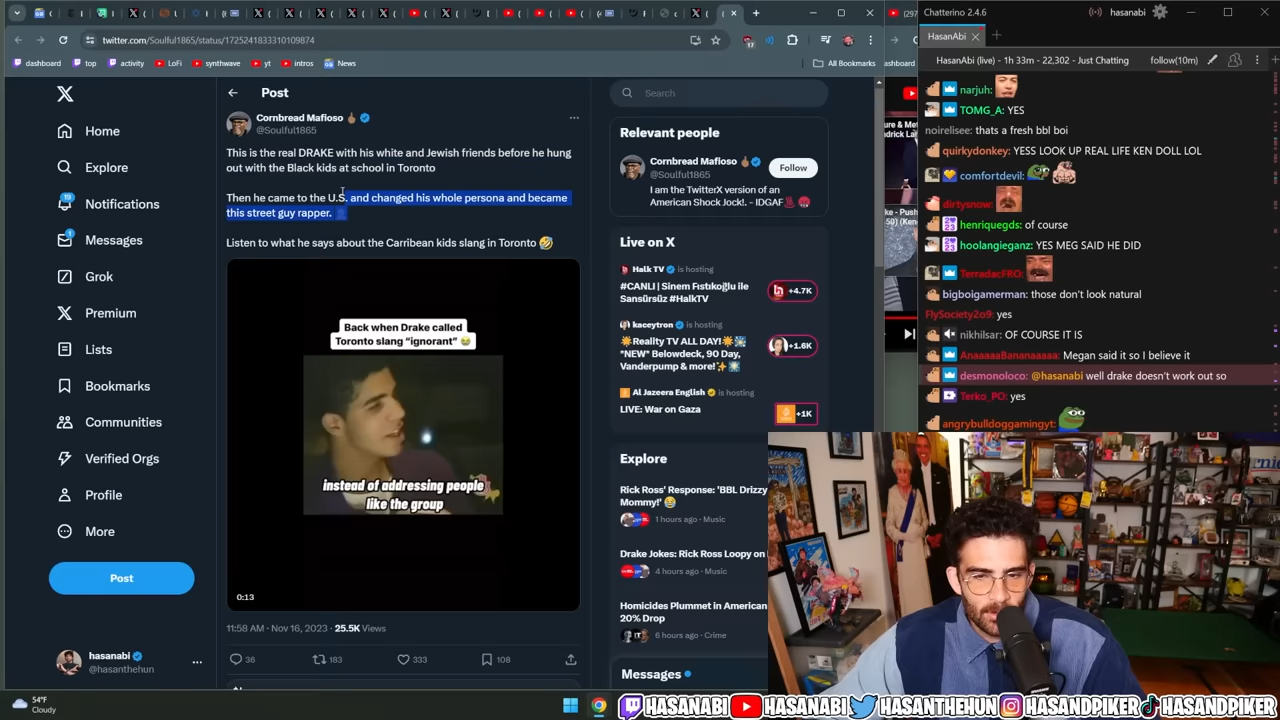 twitter.com/Soulful1865/status/1725241833310109874
dashboard
top
activity
LoFi
synthwave
yt
intros
News
All Bookmarks
Home
Explore
19
Notifications
1
Messages
Grok
Premium
Lists
Bookmarks
Communities
Verified Orgs
Profile
More
Post
hasanabi
@hasanthehun
54°F
Cloudy
Post
Cornbread Mafioso
@Soulful1865
This is the real DRAKE with his white and Jewish friends before he hung
out with the Black kids at school in Toronto
Then he came to the U.S. and changed his whole persona and became
this street guy rapper.
Listen to what he says about the Carribean kids slang in Toronto
Back when Drake called
Toronto slang “ignorant”
instead of addressing people
like the group
0:13
11:58 AM · Nov 16, 2023 · 25.5K Views
36
183
333
108
Search
Relevant people
Cornbread Mafioso
@Soulful1865
Follow
I am the TwitterX version of an
American Shock Jock!. - IDGAF
Live on X
Halk TV is hosting
#CANLI | Sinem Fıstıkoğlu ile
Sansürsüz #HalkTV
+4.7K
kaceytron is hosting
Reality TV ALL DAY!
*NEW* Belowdeck, 90 Day,
Vanderpump & more!
+1.6K
Al Jazeera English is hosting
LIVE: War on Gaza
+1K
Explore
Rick Ross' Response: 'BBL Drizzy
Mommy!'
1 hours ago · Music
Drake Jokes: Rick Ross Loopy on
4 hours ago · Music
Homicides Plummet in American
20% Drop
6 hours ago · Crime
Messages
Chatterino 2.4.6
hasanabi
HasanAbi
HasanAbi (live) - 1h 33m - 22,302 - Just Chatting
follow(10m)
narjuh:
TOMG_A: YES
noirelisee: thats a fresh bbl boi
quirkydonkey: YESS LOOK UP REAL LIFE KEN DOLL LOL
comfortdevil:
dirtysnow:
henriquegds: of course
hoolangieganz: YES MEG SAID HE DID
TerradacFRO:
bigboigamerman: those don't look natural
FlySociety2o9: yes
nikhilsar: OF COURSE IT IS
AnaaaaBananaaaaa: Megan said it so I believe it
desmonoloco: @hasanabi well drake doesn't work out so
Terko_PO: yes
angrybulldoggamingyt:
HASANABI
HASANABI
HASANTHEHUN
HASANDPIKER
HASANDPIKER